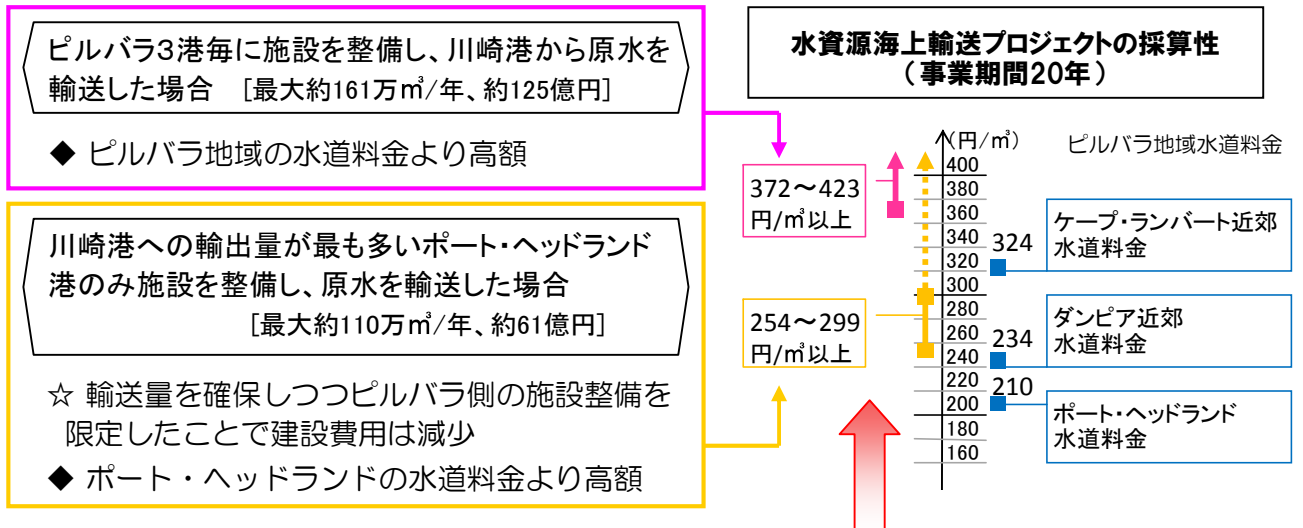 ピルバラ3港毎に施設を整備し、川崎港から原水を
輸送した場合 [最大約161万㎥/年、約125億円]
◆ ピルバラ地域の水道料金より高額
川崎港への輸出量が最も多いポート・ヘッドランド
港のみ施設を整備し、原水を輸送した場合
[最大約110万㎥/年、約61億円]
☆ 輸送量を確保しつつピルバラ側の施設整備を
限定したことで建設費用は減少
◆ ポート・ヘッドランドの水道料金より高額
水資源海上輸送プロジェクトの採算性
(事業期間20年)
(円/㎥)
ピルバラ地域水道料金
372～423
円/㎥以上
254～299
円/㎥以上
400
380
360
340
320
300
280
260
240
220
200
180
160
324
ケープ・ランバート近郊
水道料金
234
ダンピア近郊
水道料金
210
ポート・ヘッドランド
水道料金